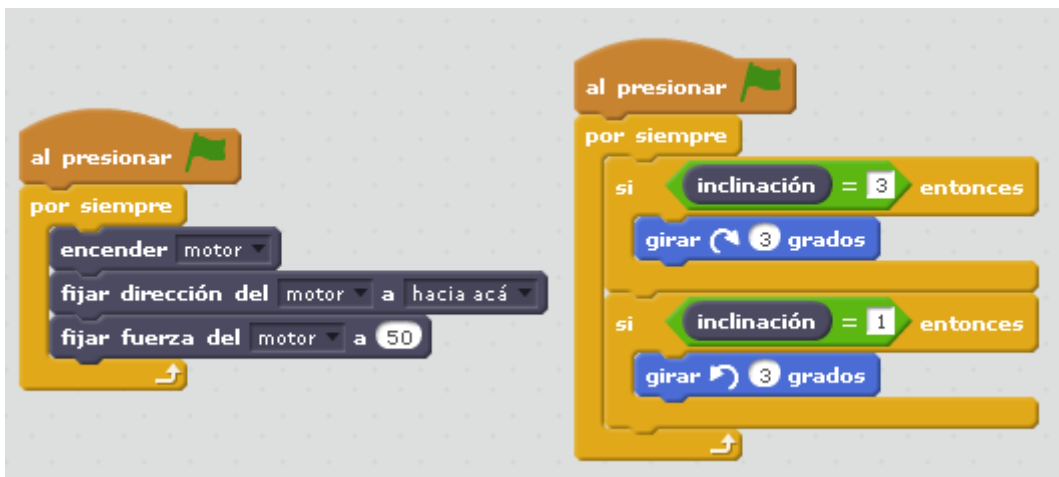 al presionar
por siempre
encender motor
fijar dirección del motor a hacia acá
fijar fuerza del motor a 50
al presionar
por siempre
si inclinación = 3 entonces
girar 3 grados
si inclinación = 1 entonces
girar 3 grados